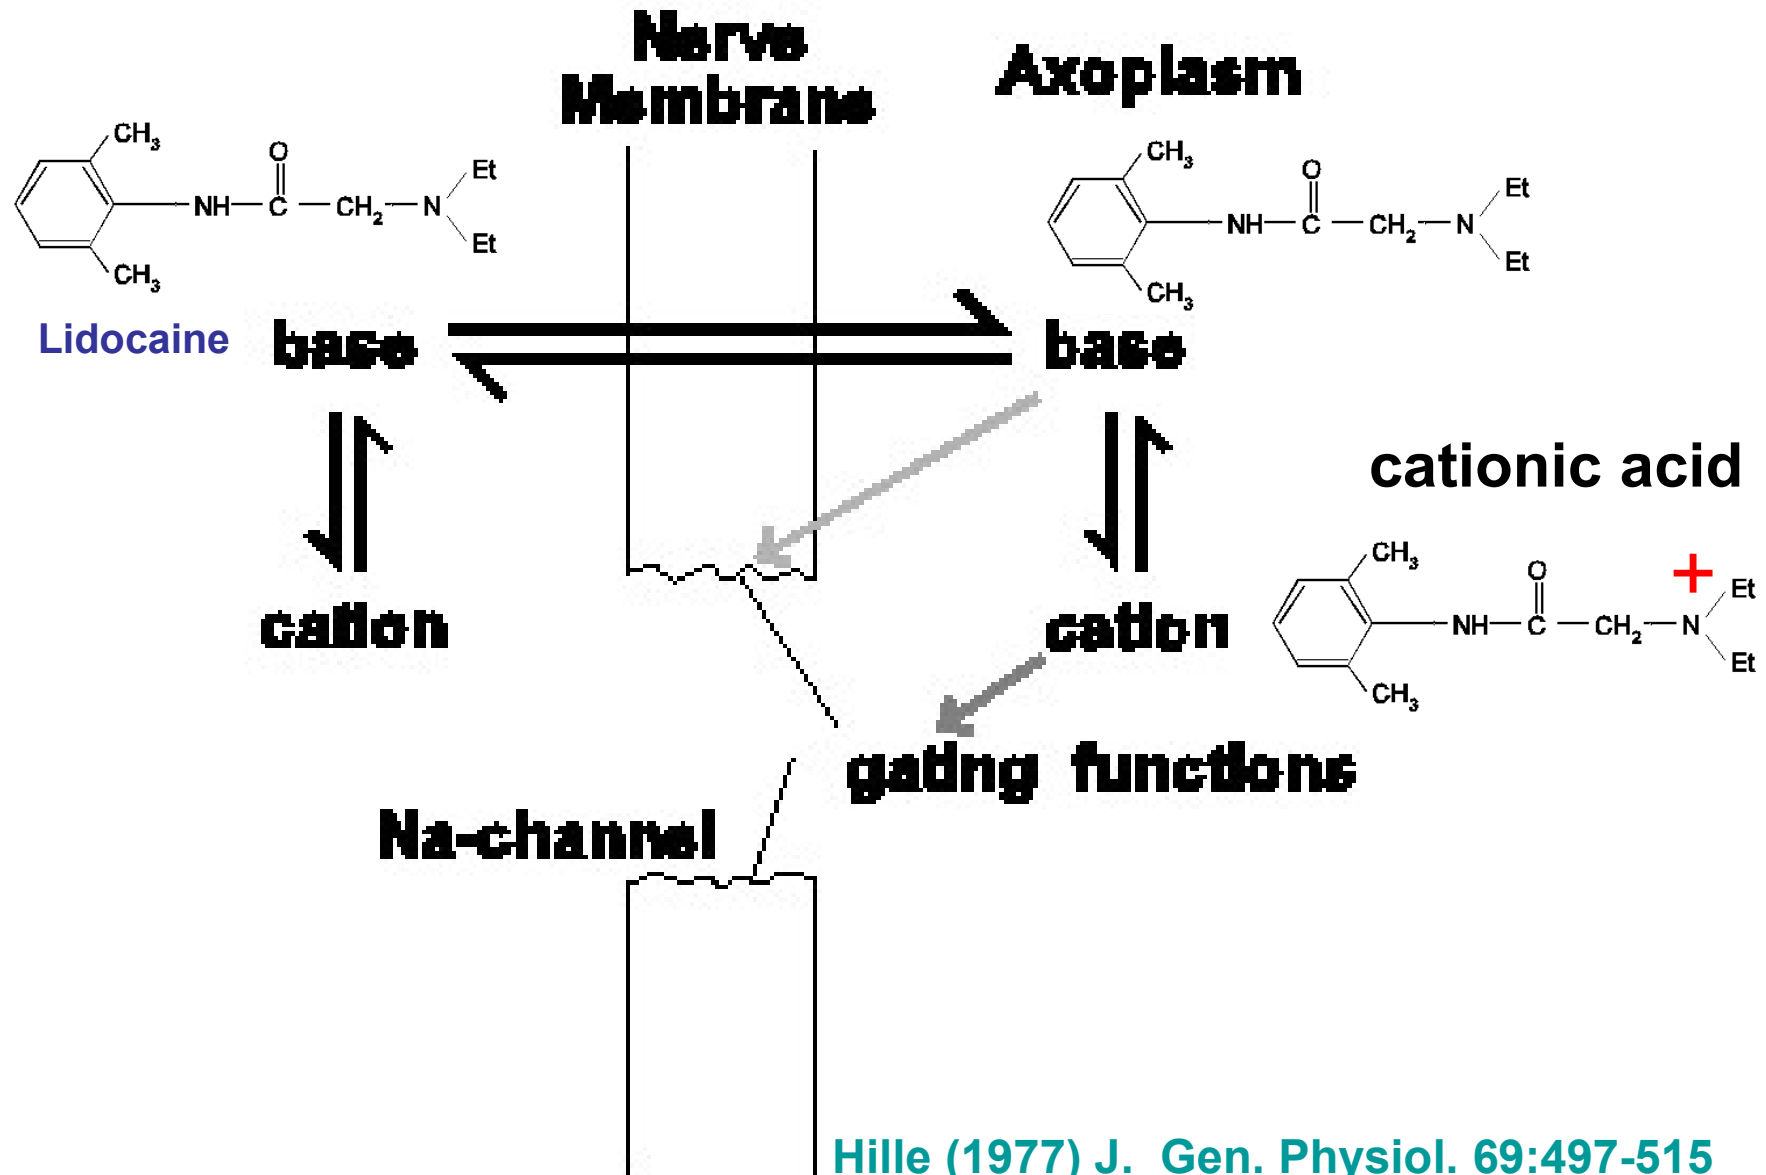 Nerve
Membrane
Axoplasm
CH3
O
Et
NH C CH2 N
Et
CH3
CH3
O
Et
NH C CH2 N
Et
CH3
Lidocaine base
base
cationic acid
cation
cation
CH3
O
+
Et
NH C CH2 N
Et
CH3
gating functions
Na-channel
Hille (1977) J. Gen. Physiol. 69:497-515